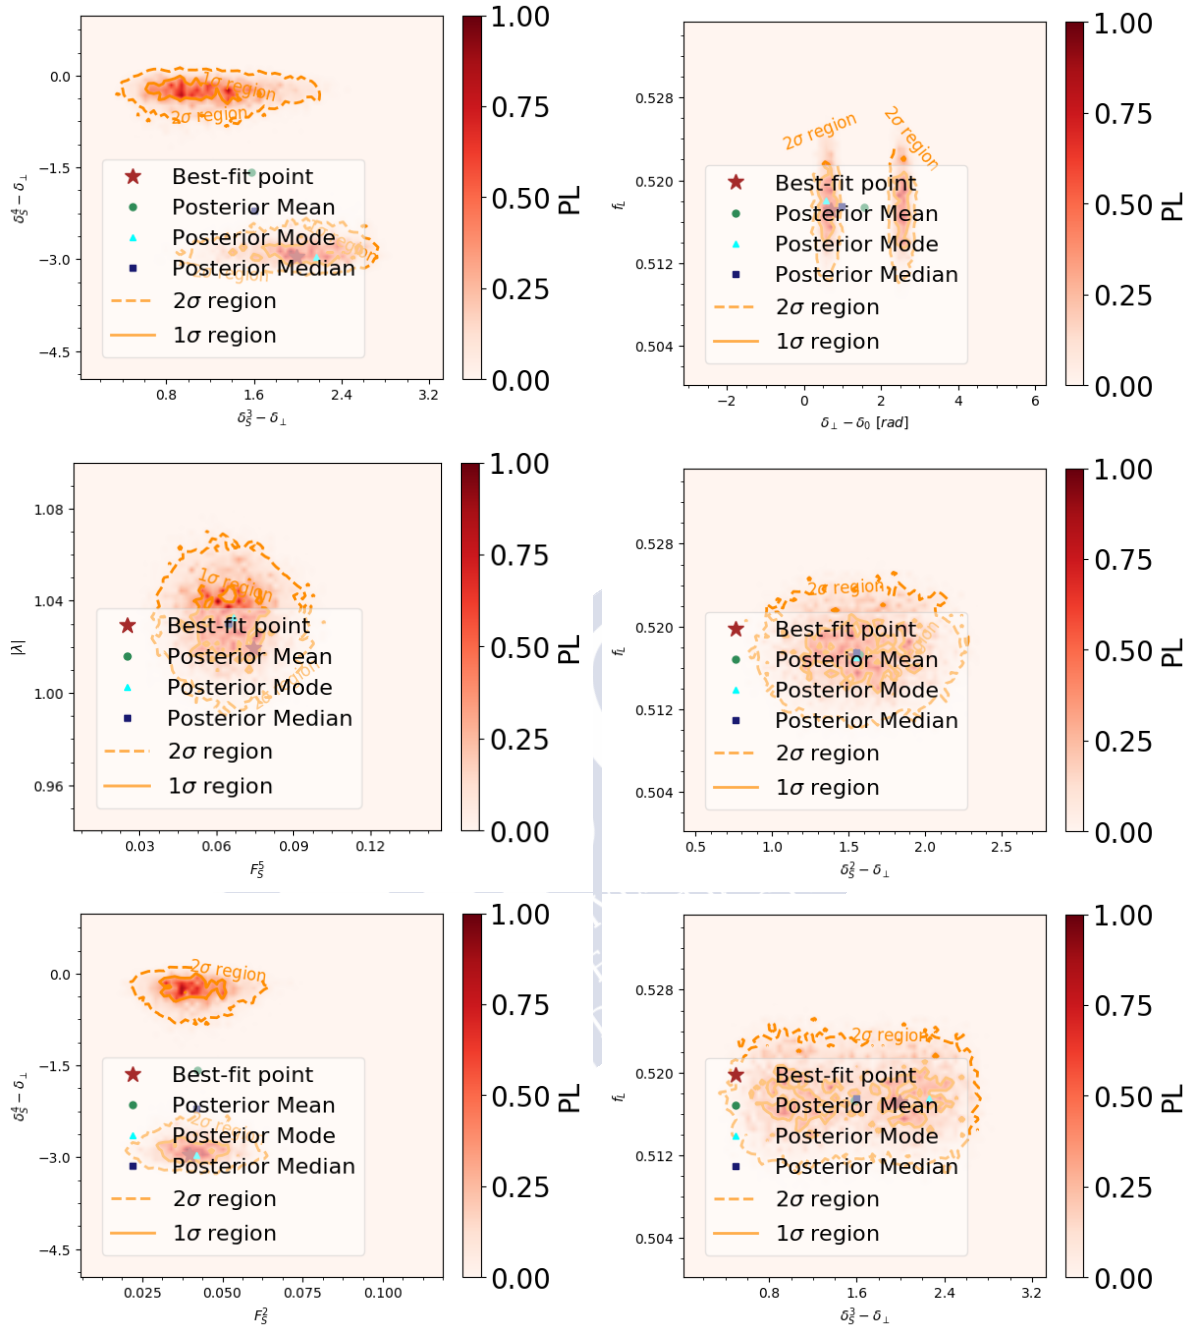 1.00
0.75
0.50
0.25
0.00
PL
0.0
−1.5
−3.0
−4.5
δ_S^4 − δ_⊥
1σ region
2σ region
2σ region
Best-fit point
Posterior Mean
Posterior Mode
Posterior Median
2σ region
1σ region
0.8 1.6 2.4 3.2
δ_S^3 − δ_⊥
1.00
0.75
0.50
0.25
0.00
PL
0.528
0.520
0.512
0.504
f_L
2σ region
2σ region
Best-fit point
Posterior Mean
Posterior Mode
Posterior Median
2σ region
1σ region
−2 0 2 4 6
δ_⊥ − δ_0 [rad]
1.00
0.75
0.50
0.25
0.00
PL
1.08
1.04
1.00
0.96
|λ|
1σ region
2σ region
Best-fit point
Posterior Mean
Posterior Mode
Posterior Median
2σ region
1σ region
0.03 0.06 0.09 0.12
F_S^5
1.00
0.75
0.50
0.25
0.00
PL
0.528
0.520
0.512
0.504
f_L
2σ region
Best-fit point
Posterior Mean
Posterior Mode
Posterior Median
2σ region
1σ region
0.5 1.0 1.5 2.0 2.5
δ_S^2 − δ_⊥
1.00
0.75
0.50
0.25
0.00
PL
0.0
−1.5
−3.0
−4.5
δ_S^4 − δ_⊥
2σ region
2σ region
Best-fit point
Posterior Mean
Posterior Mode
Posterior Median
2σ region
1σ region
0.025 0.050 0.075 0.100
F_S^2
1.00
0.75
0.50
0.25
0.00
PL
0.528
0.520
0.512
0.504
f_L
2σ region
Best-fit point
Posterior Mean
Posterior Mode
Posterior Median
2σ region
1σ region
0.8 1.6 2.4 3.2
δ_S^3 − δ_⊥